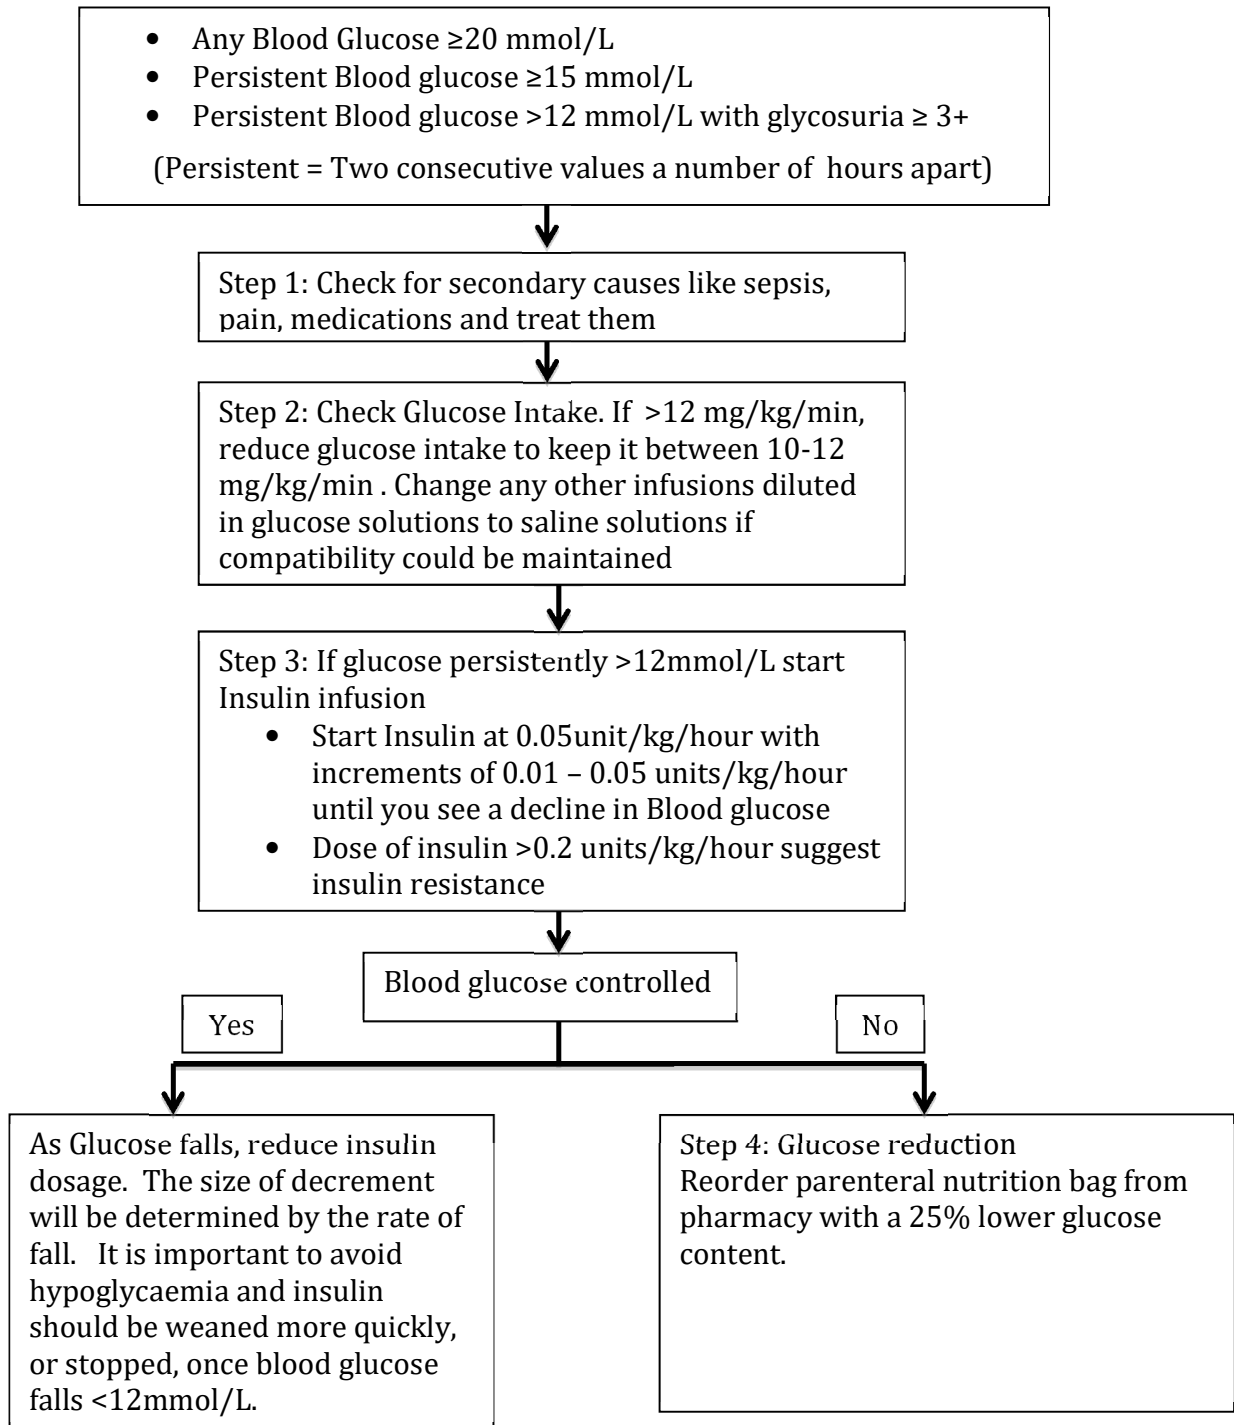 • Any Blood Glucose ≥20 mmol/L
• Persistent Blood glucose ≥15 mmol/L
• Persistent Blood glucose >12 mmol/L with glycosuria ≥ 3+
(Persistent = Two consecutive values a number of hours apart)
Step 1: Check for secondary causes like sepsis,
pain, medications and treat them
Step 2: Check Glucose Intake. If >12 mg/kg/min,
reduce glucose intake to keep it between 10-12
mg/kg/min . Change any other infusions diluted
in glucose solutions to saline solutions if
compatibility could be maintained
Step 3: If glucose persistently >12mmol/L start
Insulin infusion
• Start Insulin at 0.05unit/kg/hour with
increments of 0.01 – 0.05 units/kg/hour
until you see a decline in Blood glucose
• Dose of insulin >0.2 units/kg/hour suggest
insulin resistance
Blood glucose controlled
Yes
No
As Glucose falls, reduce insulin
dosage. The size of decrement
will be determined by the rate of
fall. It is important to avoid
hypoglycaemia and insulin
should be weaned more quickly,
or stopped, once blood glucose
falls <12mmol/L.
Step 4: Glucose reduction
Reorder parenteral nutrition bag from
pharmacy with a 25% lower glucose
content.